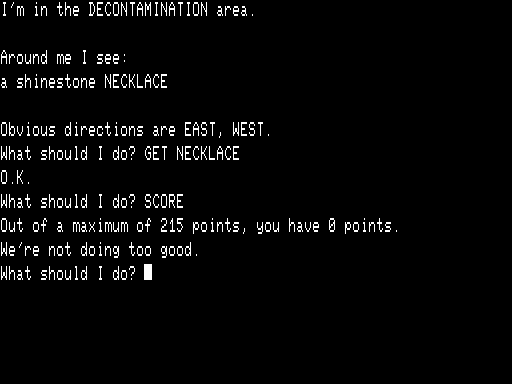 I'm in the DECONTAMINATION area.
Around me I see:
a shinestone NECKLACE
Obvious directions are EAST, WEST.
What should I do? GET NECKLACE
O.K.
What should I do? SCORE
Out of a maximum of 215 points, you have 0 points.
We're not doing too good.
What should I do?